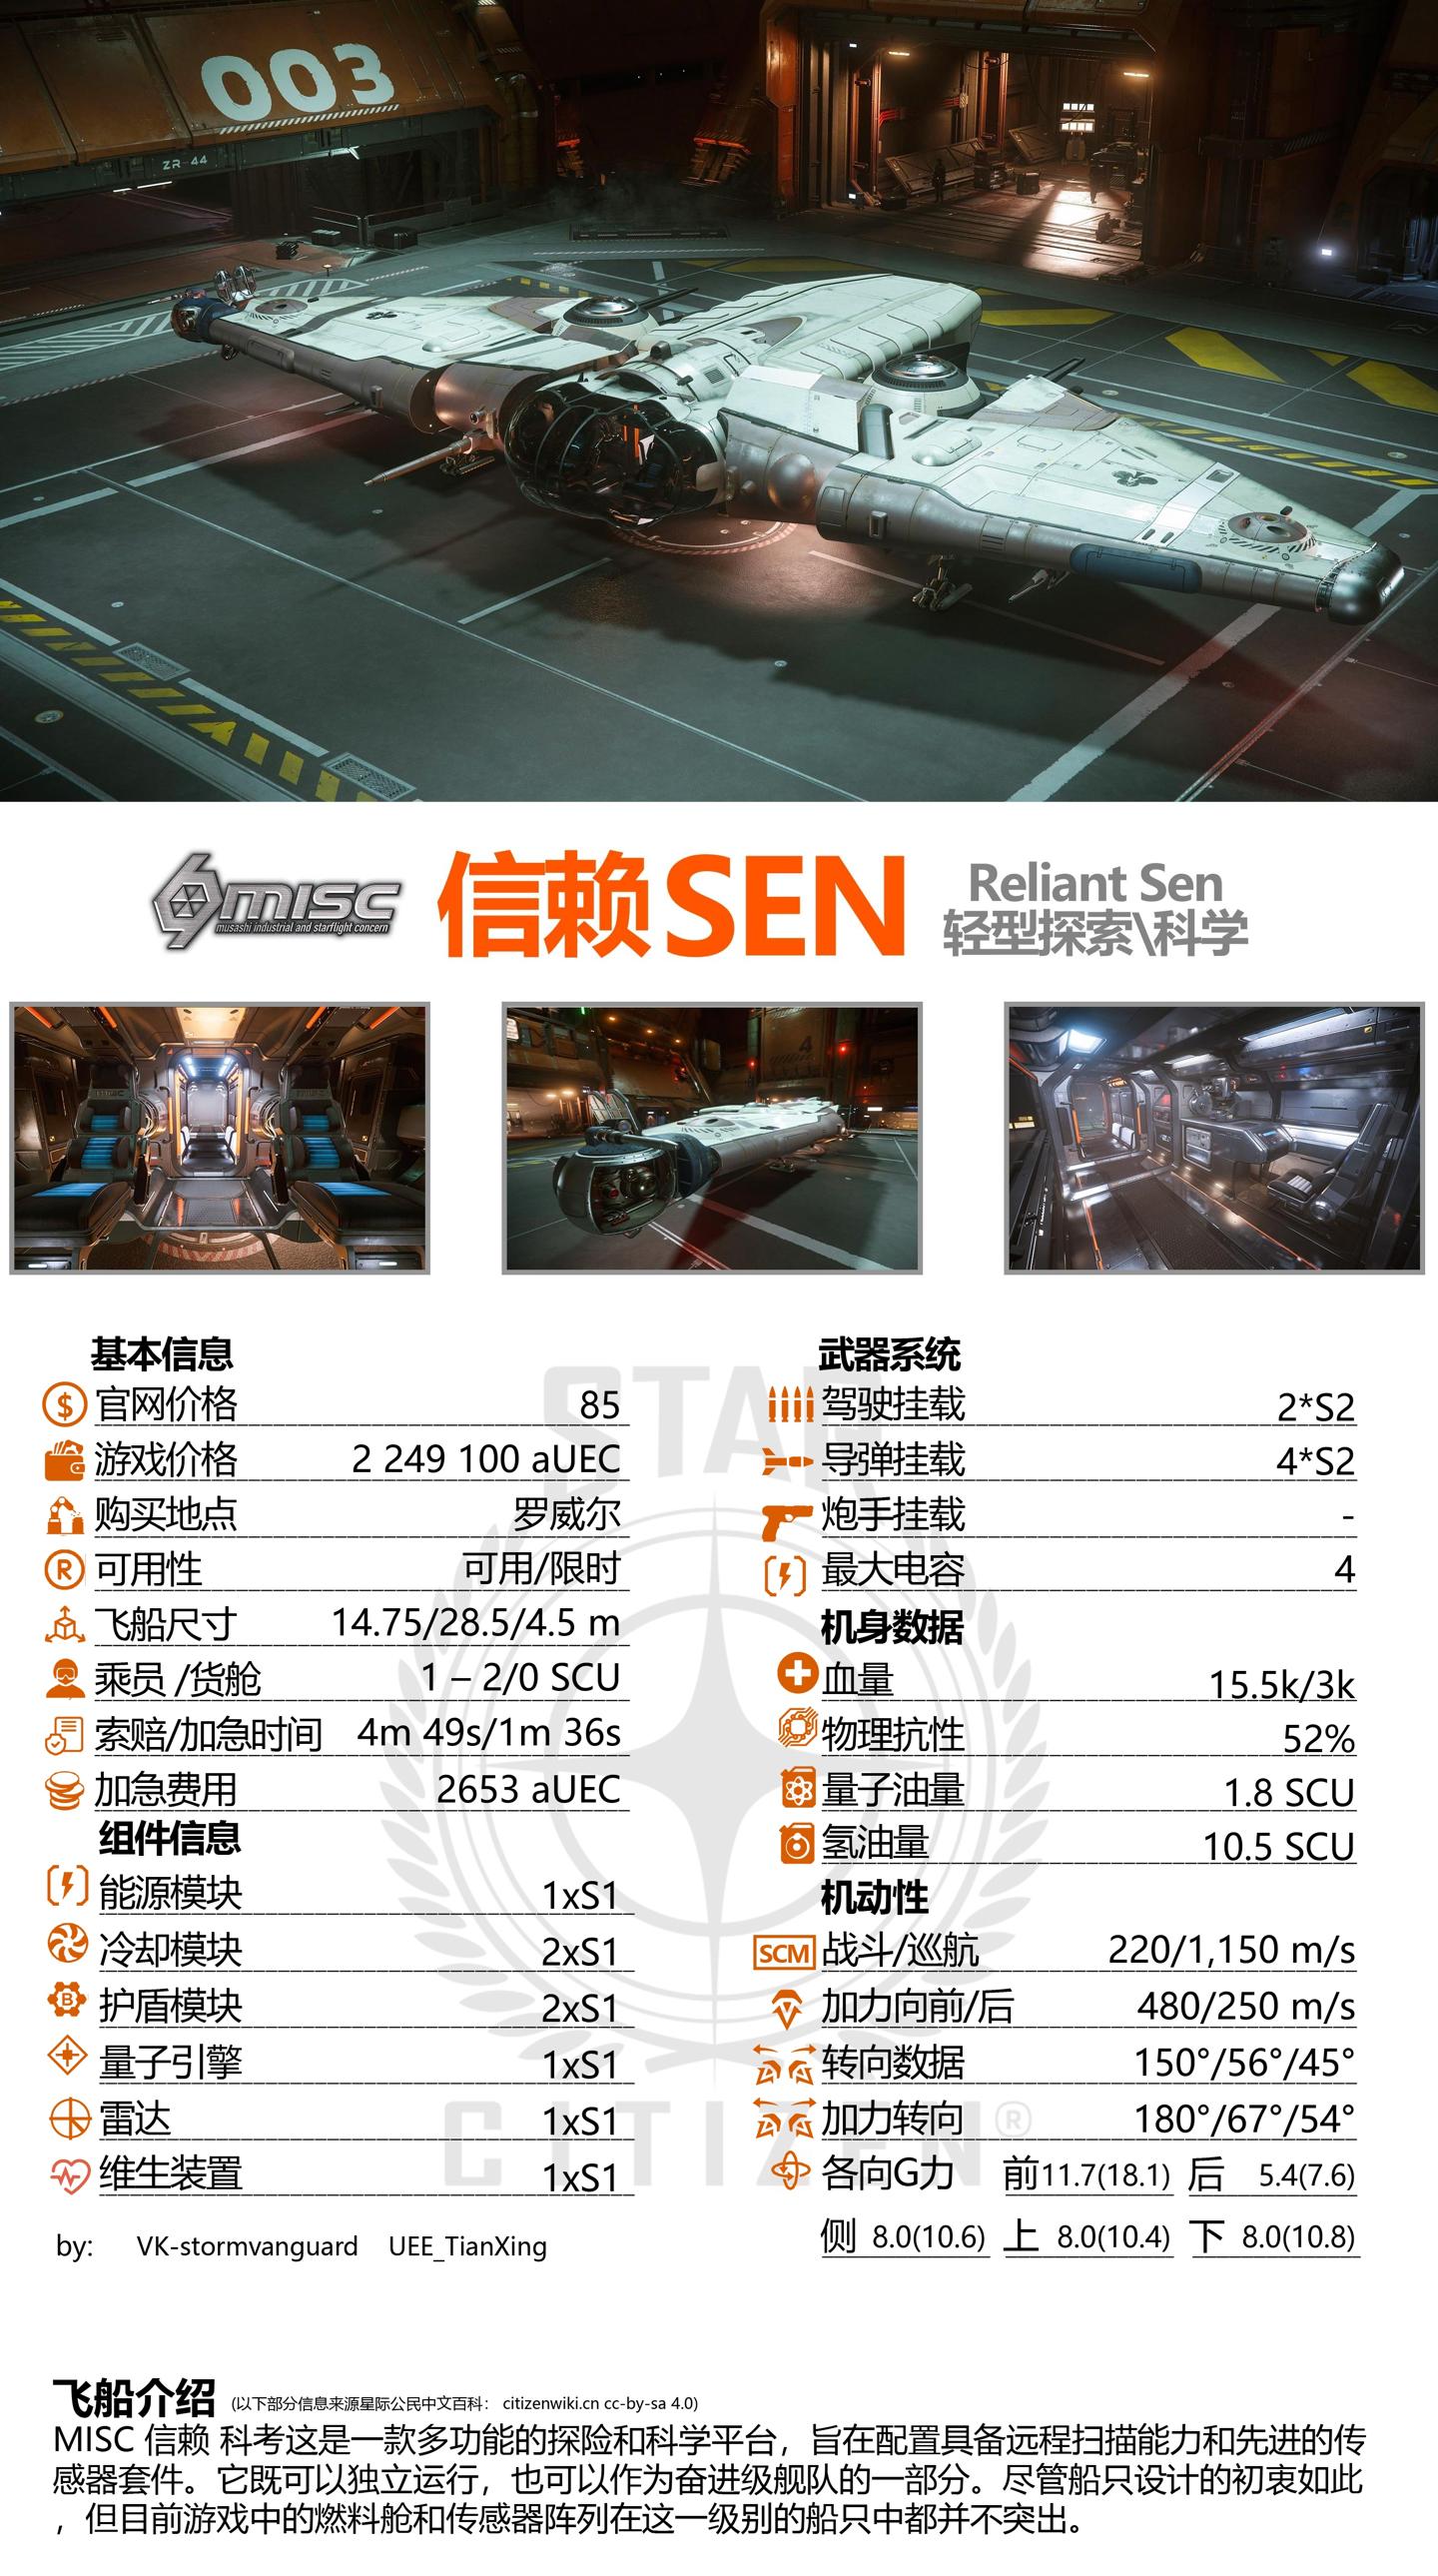 003
ZR-44
MISC
musashi industrial and starflight concern
信赖SEN
Reliant Sen
轻型探索\科学
基本信息
官网价格 85
游戏价格 2 249 100 aUEC
购买地点 罗威尔
可用性 可用/限时
飞船尺寸 14.75/28.5/4.5 m
乘员 /货舱 1 – 2/0 SCU
索赔/加急时间 4m 49s/1m 36s
加急费用 2653 aUEC
组件信息
能源模块 1xS1
冷却模块 2xS1
护盾模块 2xS1
量子引擎 1xS1
雷达 1xS1
维生装置 1xS1
by: VK-stormvanguard UEE_TianXing
武器系统
驾驶挂载 2*S2
导弹挂载 4*S2
炮手挂载 -
最大电容 4
机身数据
血量 15.5k/3k
物理抗性 52%
量子油量 1.8 SCU
氢油量 10.5 SCU
机动性
SCM 战斗/巡航 220/1,150 m/s
加力向前/后 480/250 m/s
转向数据 150°/56°/45°
加力转向 180°/67°/54°
各向G力 前11.7(18.1) 后 5.4(7.6)
侧 8.0(10.6) 上 8.0(10.4) 下 8.0(10.8)
STAR
CITIZEN®
飞船介绍 (以下部分信息来源星际公民中文百科： citizenwiki.cn cc-by-sa 4.0)
MISC 信赖 科考这是一款多功能的探险和科学平台，旨在配置具备远程扫描能力和先进的传
感器套件。它既可以独立运行，也可以作为奋进级舰队的一部分。尽管船只设计的初衷如此
，但目前游戏中的燃料舱和传感器阵列在这一级别的船只中都并不突出。